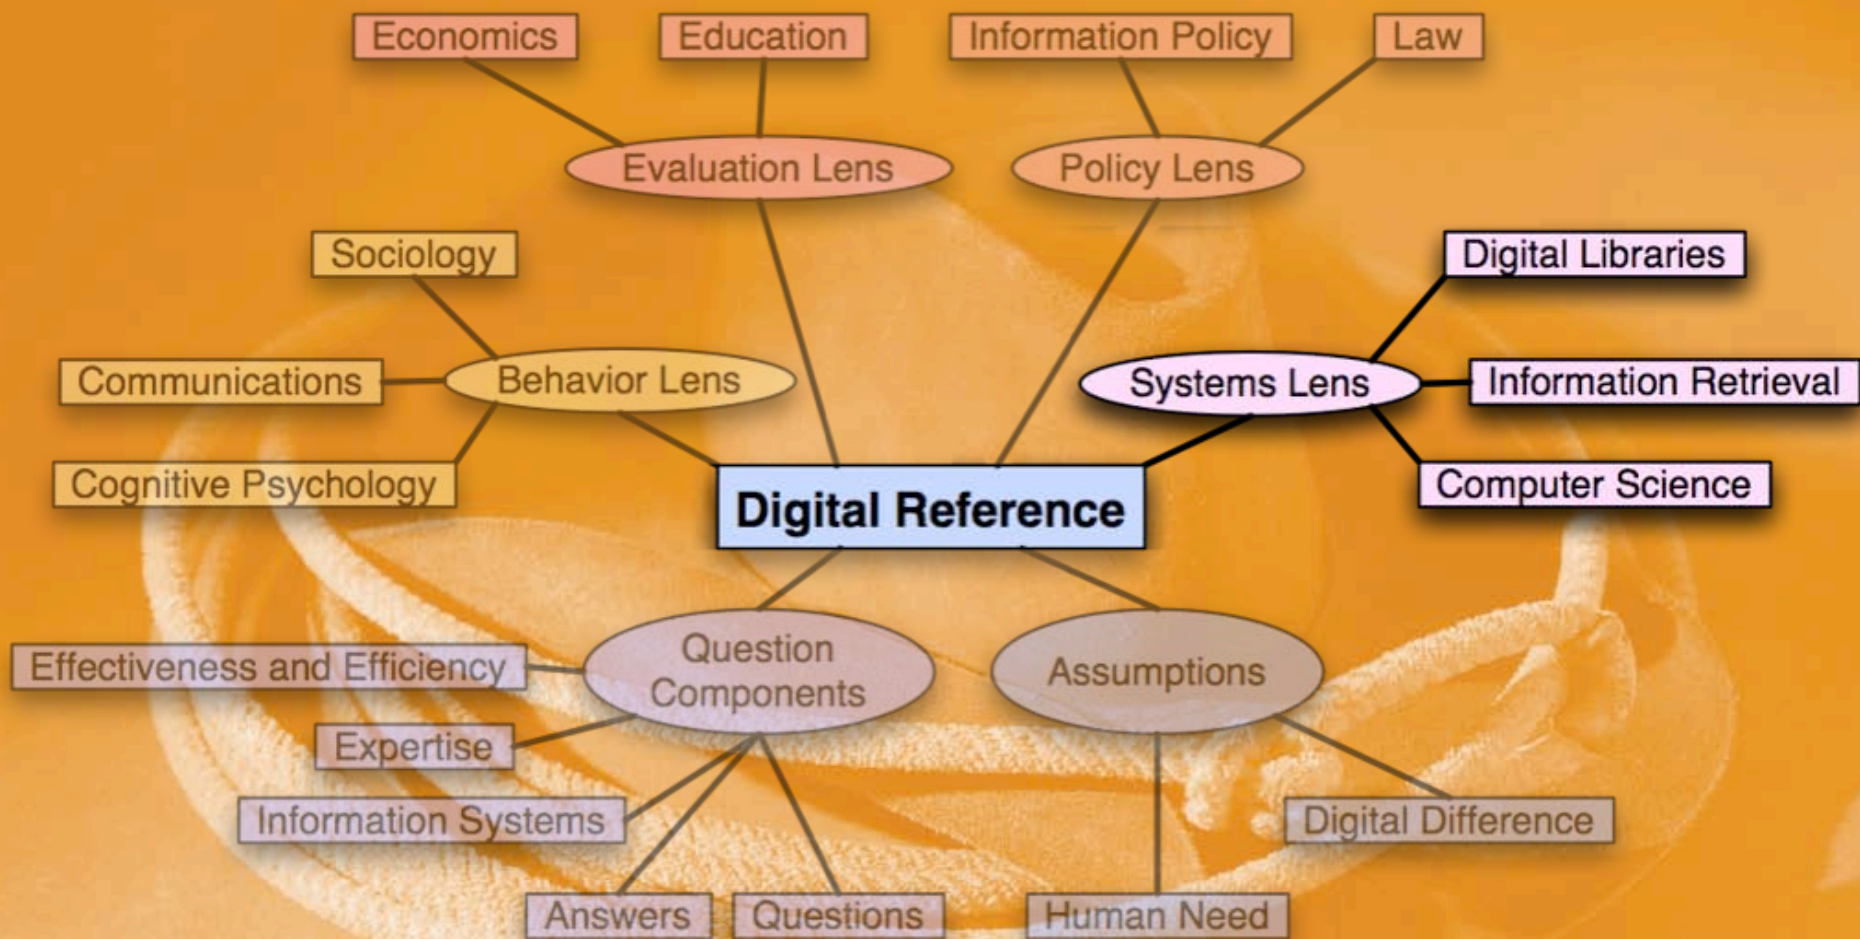 Economics
Education
Information Policy
Law
Evaluation Lens
Policy Lens
Sociology
Digital Libraries
Communications
Behavior Lens
Systems Lens
Information Retrieval
Cognitive Psychology
Digital Reference
Computer Science
Effectiveness and Efficiency
Question
Components
Assumptions
Expertise
Information Systems
Digital Difference
Answers
Questions
Human Need